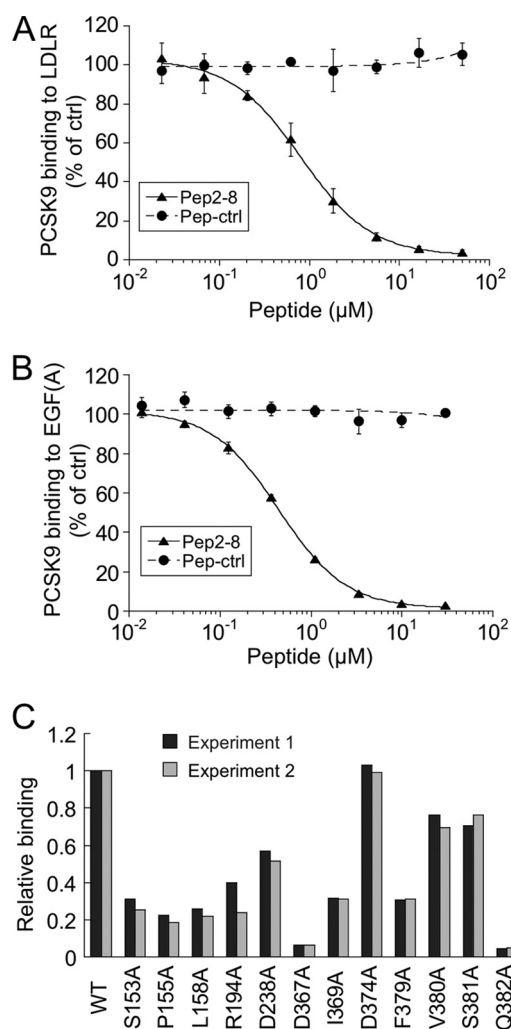 A
PCSK9 binding to LDLR
(% of ctrl)
120
100
80
60
40
20
0
Pep2-8
Pep-ctrl
10⁻² 10⁻¹ 10⁰ 10¹ 10²
Peptide (µM)
B
PCSK9 binding to EGF(A)
(% of ctrl)
120
100
80
60
40
20
0
Pep2-8
Pep-ctrl
10⁻² 10⁻¹ 10⁰ 10¹ 10²
Peptide (µM)
C
Relative binding
1.2
1
0.8
0.6
0.4
0.2
0
Experiment 1
Experiment 2
WT
S153A
P155A
L158A
R194A
D238A
D367A
I369A
D374A
F379A
V380A
S381A
Q382A